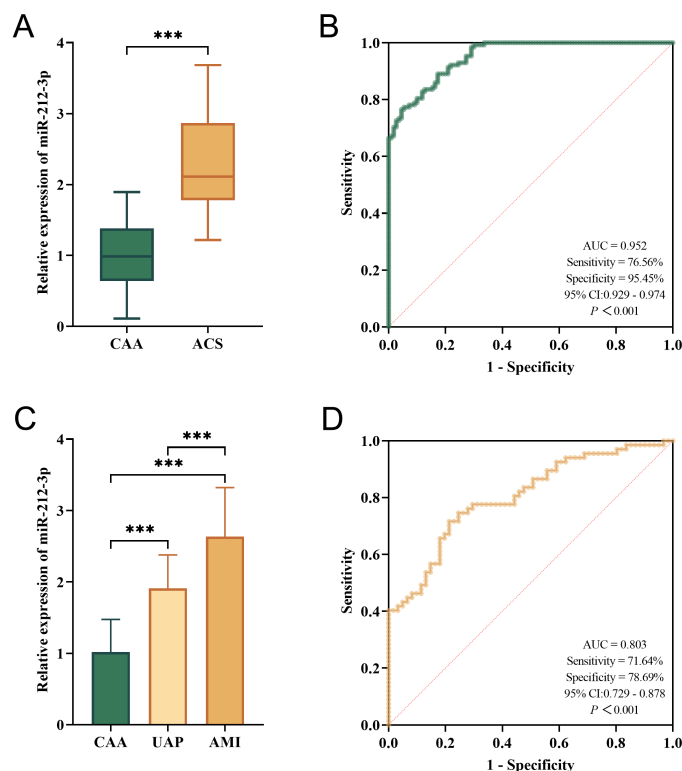 A
Relative expression of miR-212-3p
4
3
2
1
0
***
CAA
ACS
B
Sensitivity
1.0
0.8
0.6
0.4
0.2
0.0
AUC = 0.952
Sensitivity = 76.56%
Specificity = 95.45%
95% CI:0.929 - 0.974
P < 0.001
0.0
0.2
0.4
0.6
0.8
1.0
1 - Specificity
C
Relative expression of miR-212-3p
4
3
2
1
0
***
***
***
CAA
UAP
AMI
D
Sensitivity
1.0
0.8
0.6
0.4
0.2
0.0
AUC = 0.803
Sensitivity = 71.64%
Specificity = 78.69%
95% CI:0.729 - 0.878
P < 0.001
0.0
0.2
0.4
0.6
0.8
1.0
1 - Specificity